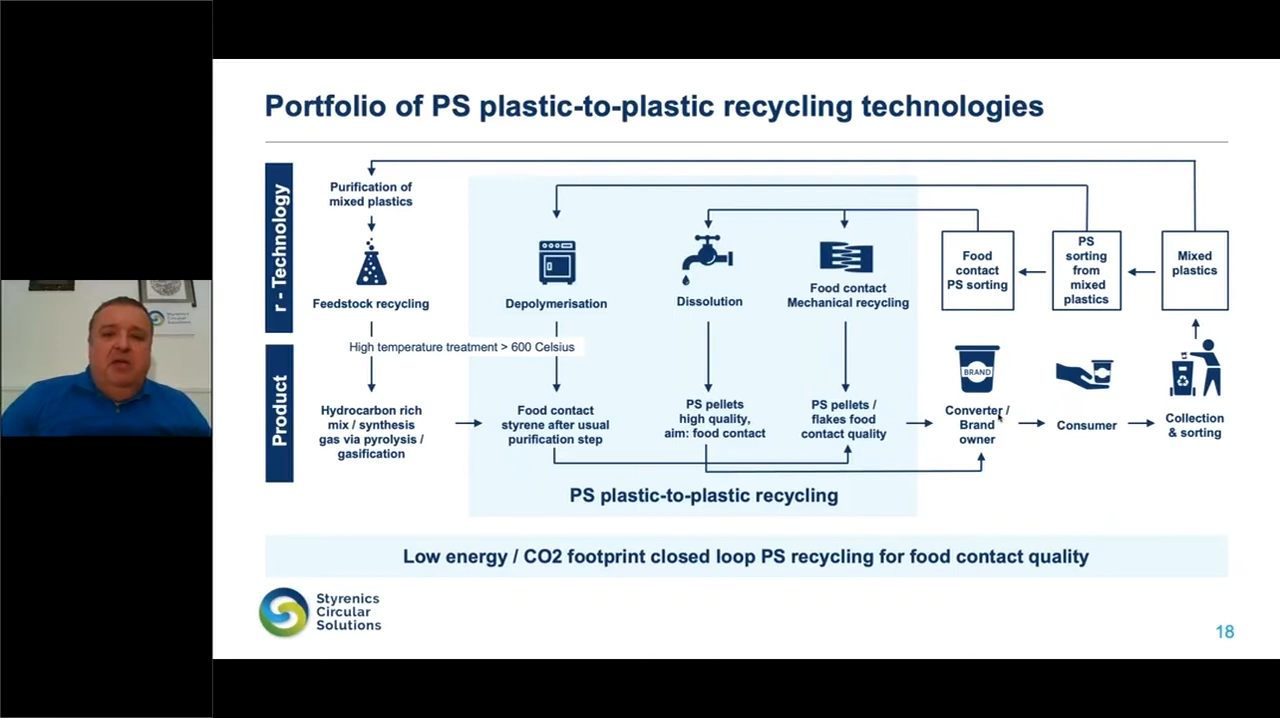 Portfolio of PS plastic-to-plastic recycling technologies
r - Technology
Purification of
mixed plastics
Feedstock recycling
Depolymerisation
Dissolution
Food contact
Mechanical recycling
Food
contact
PS sorting
PS
sorting
from
mixed
plastics
Mixed
plastics
High temperature treatment > 600 Celsius
Product
Hydrocarbon rich
mix / synthesis
gas via pyrolysis /
gasification
Food contact
styrene after usual
purification step
PS pellets
high quality,
aim: food contact
PS pellets /
flakes food
contact quality
BRAND
Converter /
Brand
owner
Consumer
Collection
& sorting
PS plastic-to-plastic recycling
Low energy / CO2 footprint closed loop PS recycling for food contact quality
Styrenics
Circular
Solutions
18
Styrenics
Circular
Solutions